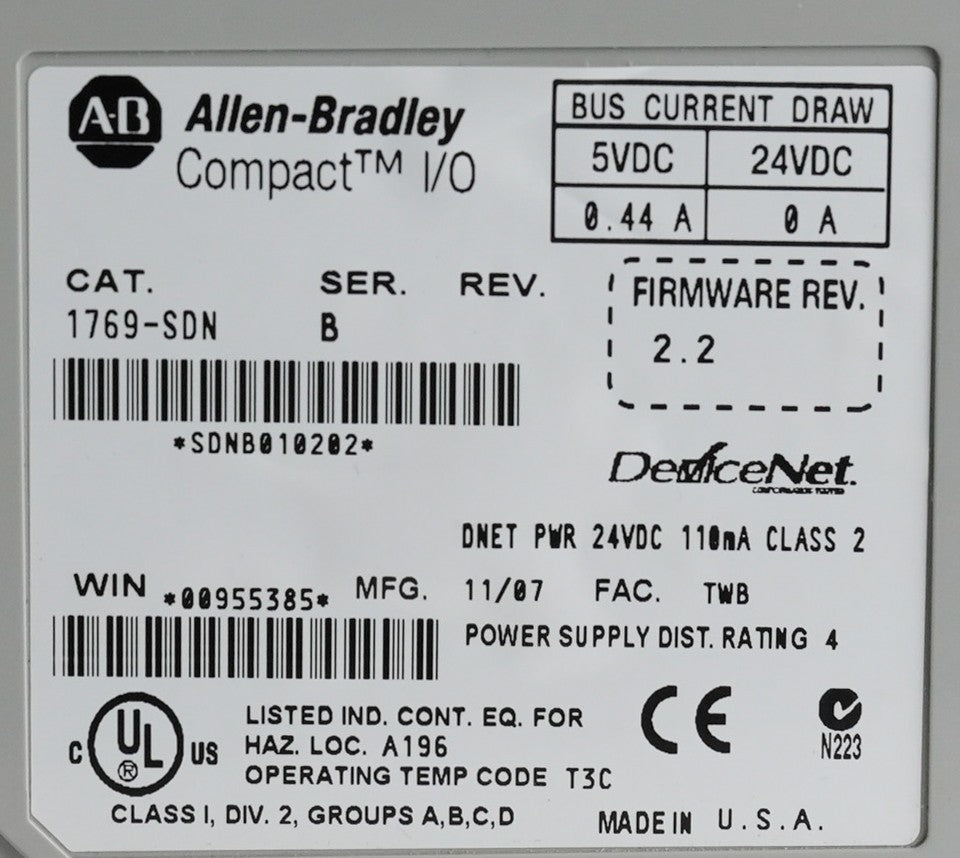 A·B Allen-Bradley
Compact™ I/O
BUS CURRENT DRAW
5VDC 24VDC
0.44 A 0 A
CAT. SER. REV.
1769-SDN B
FIRMWARE REV.
2.2
*SDNB010202*
DeviceNet.
CONFORMANCE TESTED
DNET PWR 24VDC 110mA CLASS 2
WIN *00955385* MFG. 11/07 FAC. TWB
POWER SUPPLY DIST. RATING 4
C UL ® US
LISTED IND. CONT. EQ. FOR
HAZ. LOC. A196
OPERATING TEMP CODE T3C
CE
N223
CLASS I, DIV. 2, GROUPS A,B,C,D
MADE IN U.S.A.